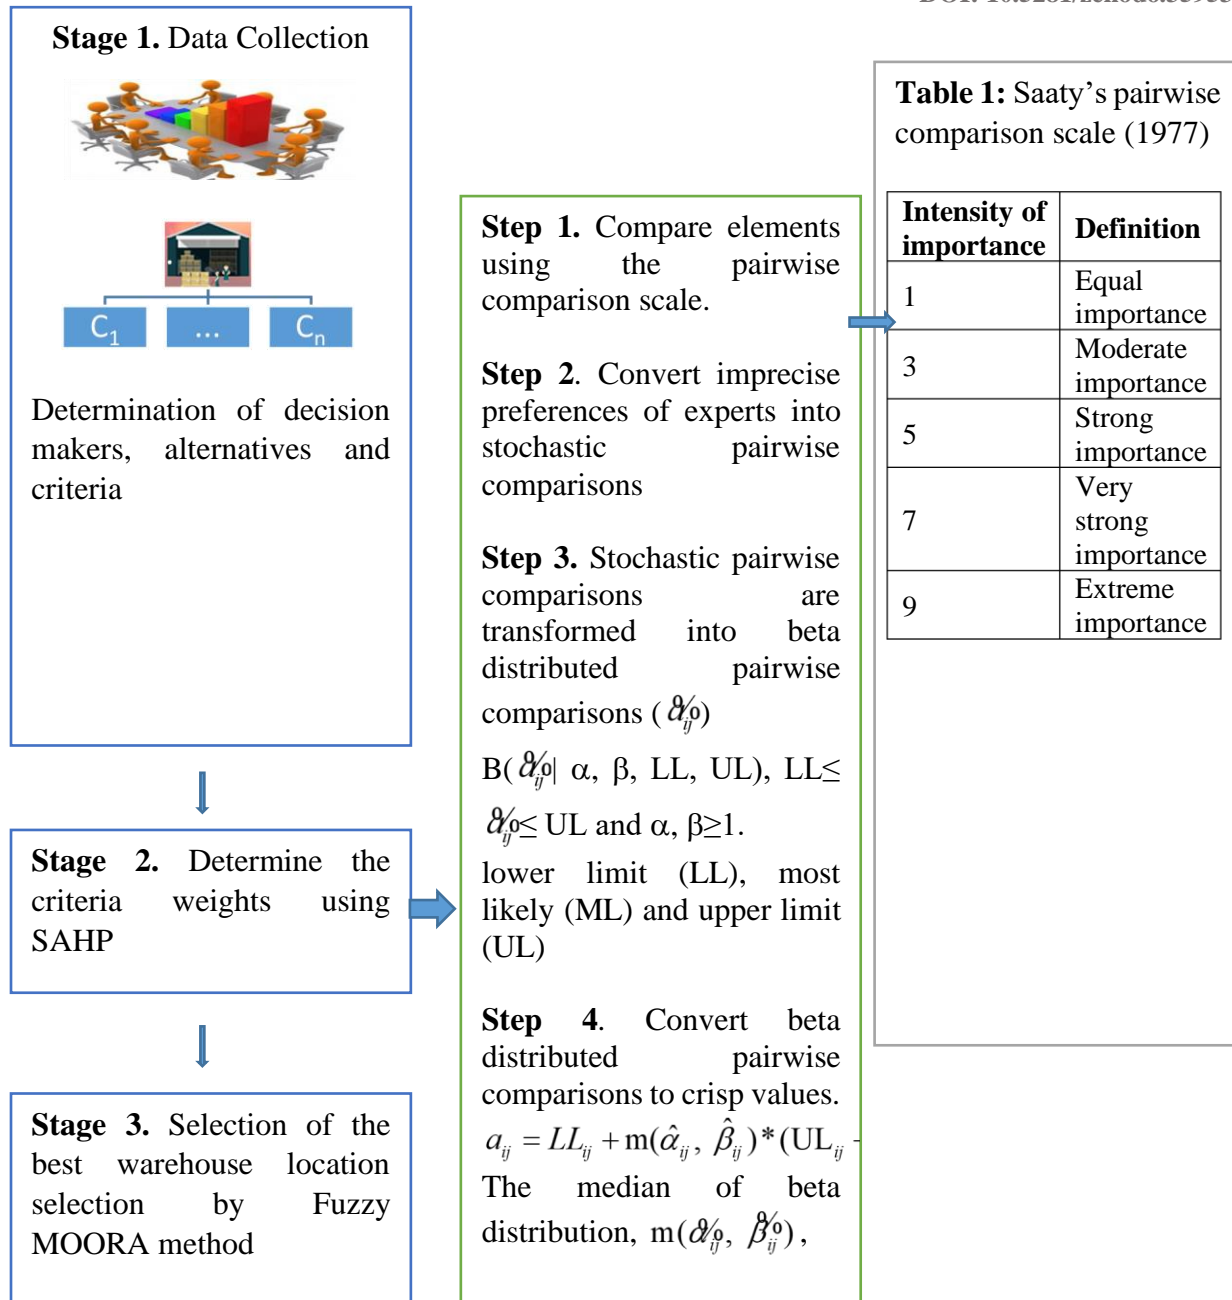 Stage 1. Data Collection
C1
...
Cn
Determination of decision
makers, alternatives and
criteria
Stage 2. Determine the
criteria weights using
SAHP
Stage 3. Selection of the
best warehouse location
selection by Fuzzy
MOORA method
Step 1. Compare elements
using the pairwise
comparison scale.
Step 2. Convert imprecise
preferences of experts into
stochastic pairwise
comparisons
Step 3. Stochastic pairwise
comparisons are
transformed into beta
distributed pairwise
comparisons ( )
B( | α, β, LL, UL), LL≤
≤ UL and α, β≥1.
lower limit (LL), most
likely (ML) and upper limit
(UL)
Step 4. Convert beta
distributed pairwise
comparisons to crisp values.
a_ij = LL_ij + m(α̂_ij, β̂_ij)*(UL_ij -
The median of beta
distribution, m( , ),
Table 1: Saaty’s pairwise
comparison scale (1977)
Intensity of importance Definition
1 Equal importance
3 Moderate importance
5 Strong importance
7 Very strong importance
9 Extreme importance